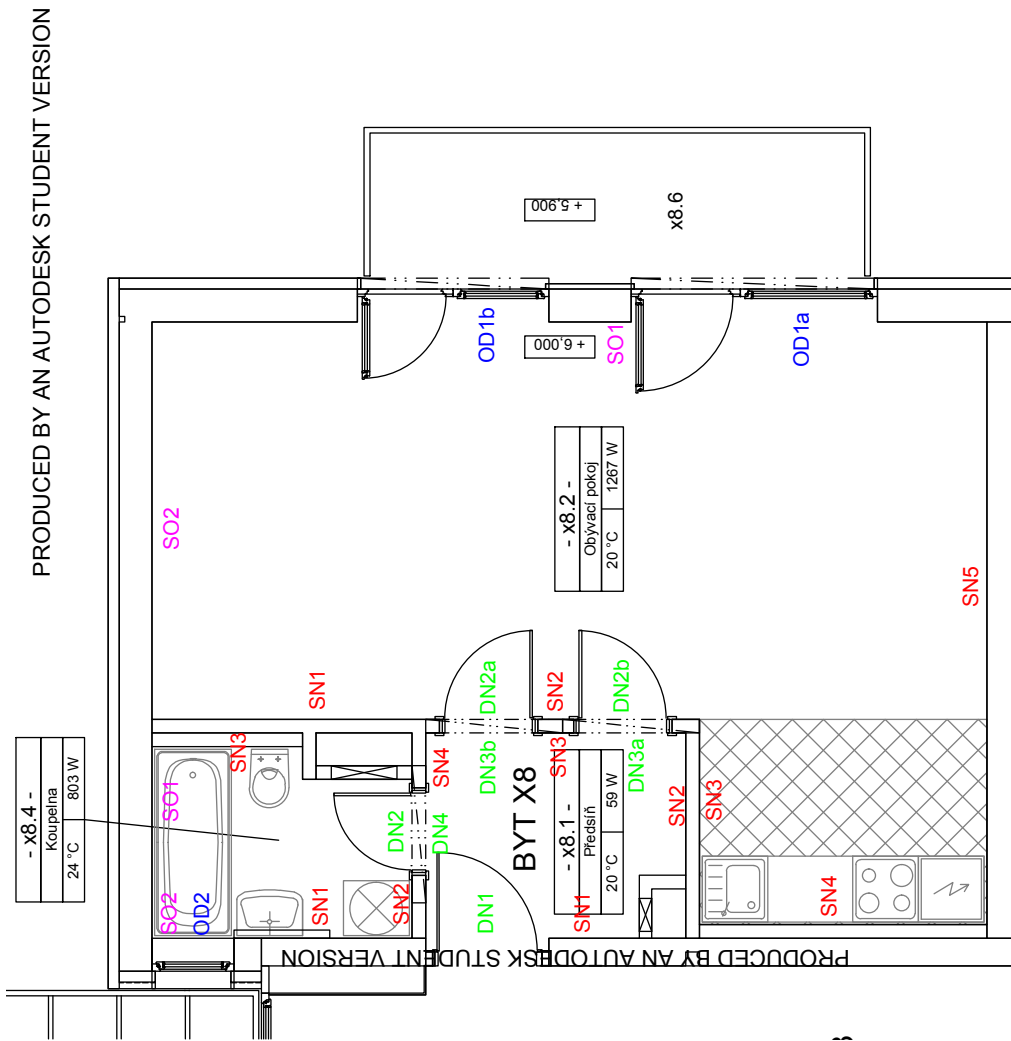 PRODUCED BY AN AUTODESK STUDENT VERSION
+ 5,900
x8.6
OD1b
+ 6,000
SO1
OD1a
SO2
- x8.2 -
Obývací pokoj
20 °C 1267 W
SN5
SN1
DN2a
SN2
DN2b
- x8.4 -
Koupelna
24 °C 803 W
SN3
SO1
SN4
DN3b
SN3
DN3a
BYT X8
- x8.1 -
Předsíň
20 °C 59 W
SN2
SN3
DN2
DN4
SO2
OD2
SN1
SN2
DN1
SN1
SN4
PRODUCED BY AN AUTODESK STUDENT VERSION